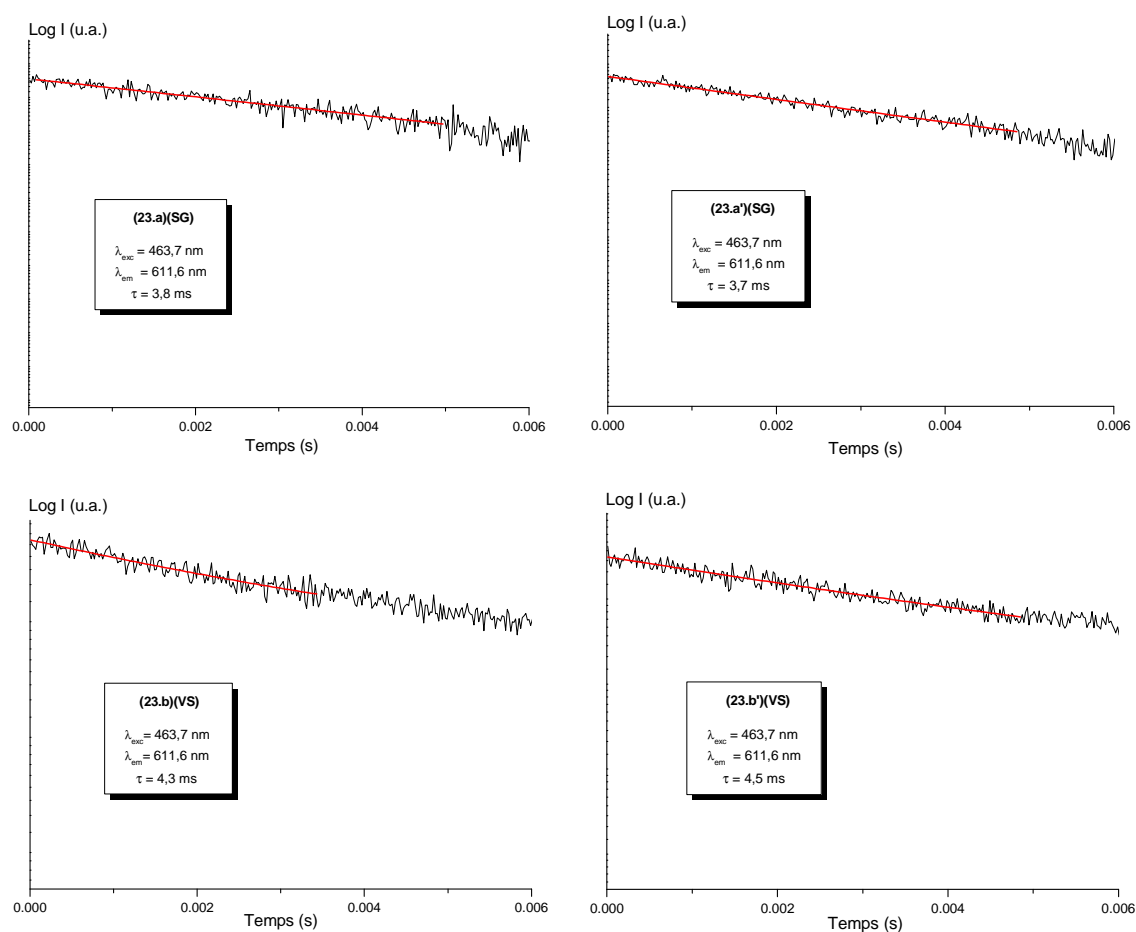 Log I (u.a.)
(23.a)(SG)
λexc = 463,7 nm
λem = 611,6 nm
τ = 3,8 ms
0.000 0.002 0.004 0.006
Temps (s)
Log I (u.a.)
(23.a')(SG)
λexc = 463,7 nm
λem = 611,6 nm
τ = 3,7 ms
0.000 0.002 0.004 0.006
Temps (s)
Log I (u.a.)
(23.b)(VS)
λexc = 463,7 nm
λem = 611,6 nm
τ = 4,3 ms
0.000 0.002 0.004 0.006
Temps (s)
Log I (u.a.)
(23.b')(VS)
λexc = 463,7 nm
λem = 611,6 nm
τ = 4,5 ms
0.000 0.002 0.004 0.006
Temps (s)